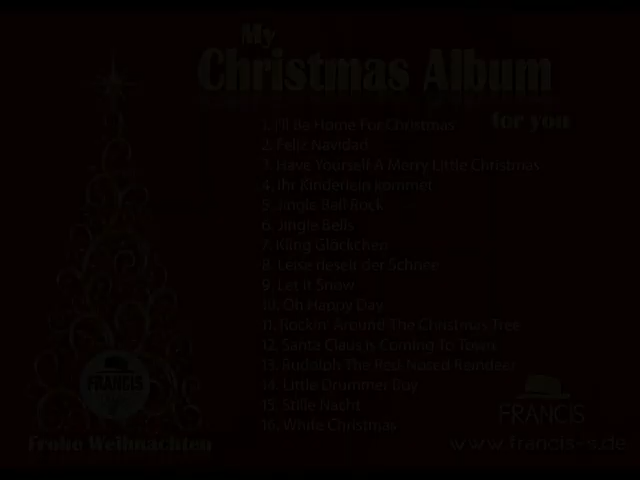 My
Christmas Album
for you
1. I'll Be Home For Christmas
2. Feliz Navidad
3. Have Yourself A Merry Little Christmas
4. Ihr Kinderlein kommet
5. Jingle Bell Rock
6. Jingle Bells
7. Kling Glöckchen
8. Leise rieselt der Schnee
9. Let it Snow
10. Oh Happy Day
11. Rockin' Around The Christmas Tree
12. Santa Claus Is Coming To Town
13. Rudolph The Red Nosed Reindeer
14. Little Drummer Boy
15. Stille Nacht
16. White Christmas
FRANCIS
Frohe Weihnachten
FRANCIS
www.francis-s.de